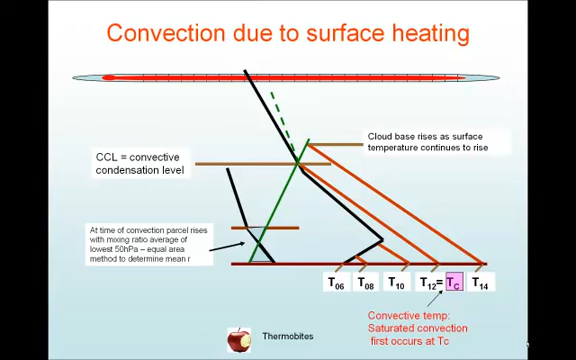 Convection due to surface heating
Cloud base rises as surface
temperature continues to rise
CCL = convective
condensation level
At time of convection parcel rises
with mixing ratio average of
lowest 50hPa – equal area
method to determine mean r
T06 T08 T10 T12= TC T14
Convective temp:
Saturated convection
first occurs at Tc
Thermobites